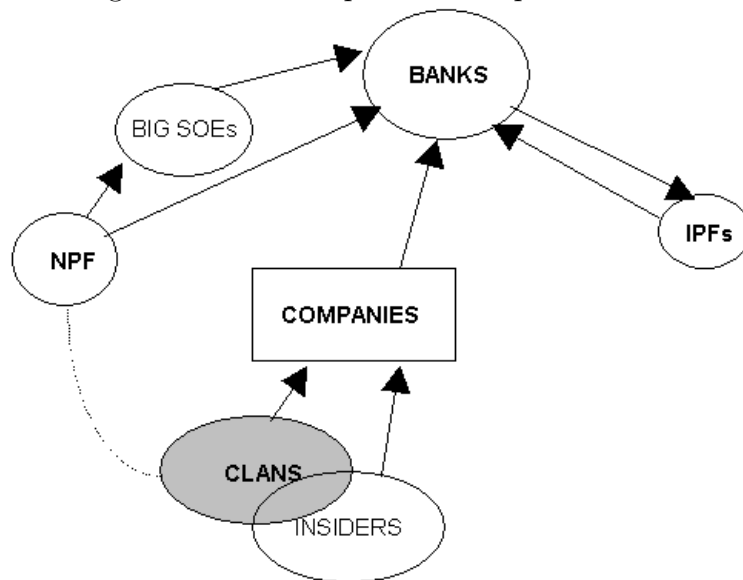 BANKS
BIG SOEs
IPFs
NPF
COMPANIES
CLANS
INSIDERS